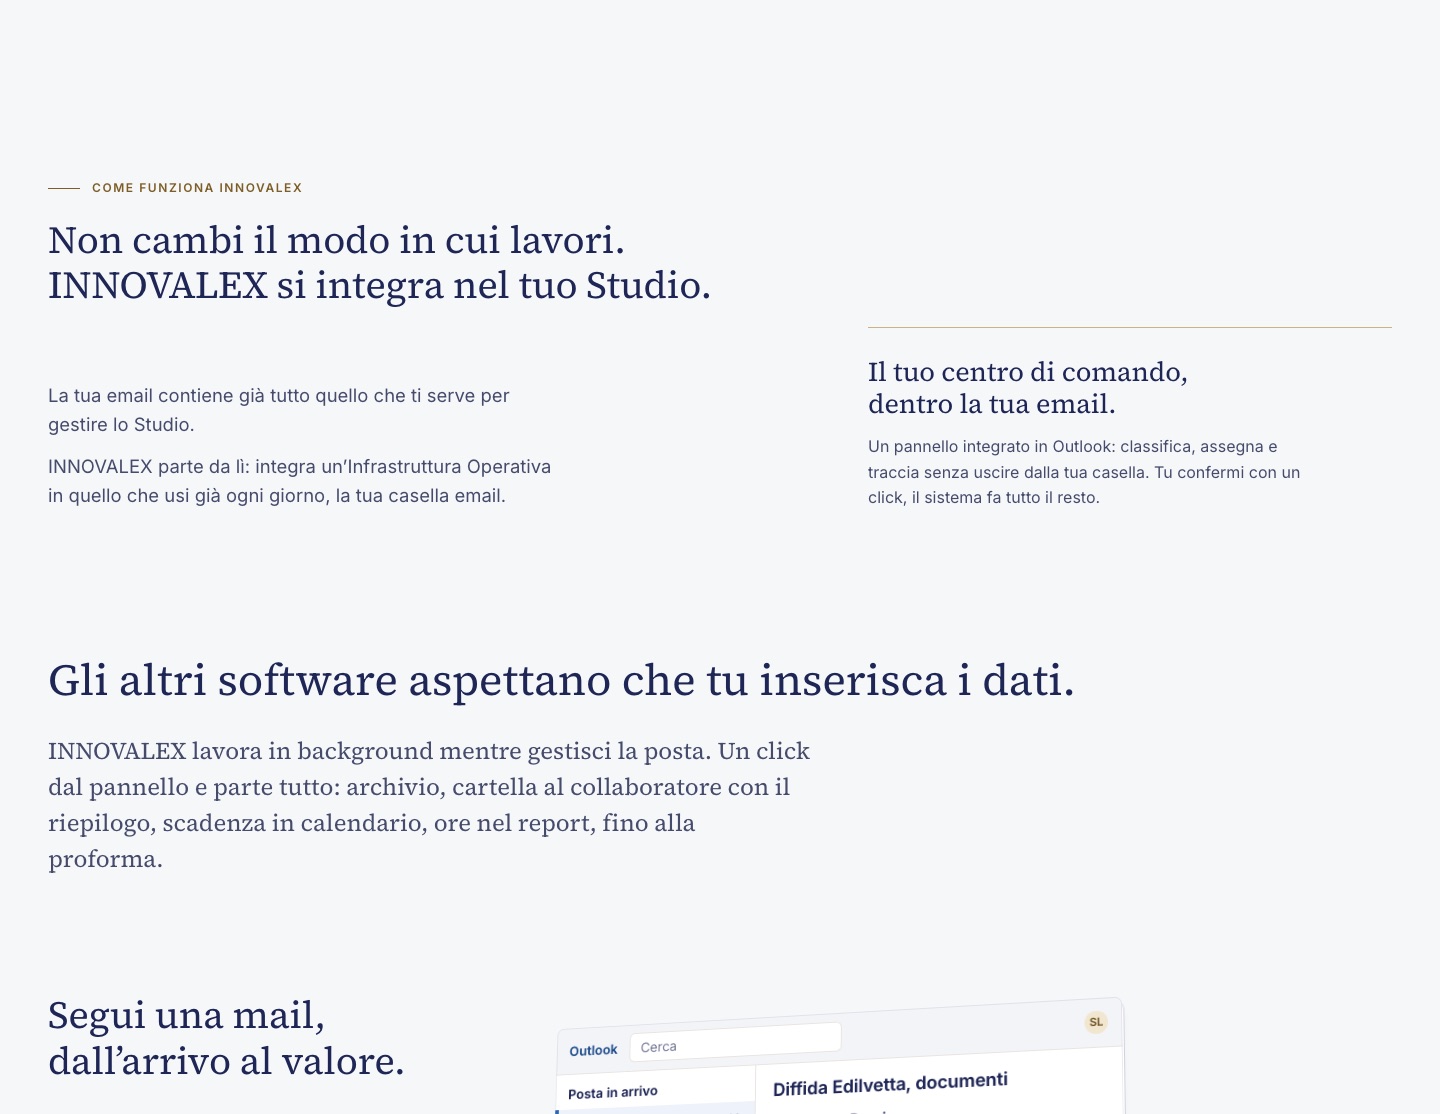 COME FUNZIONA INNOVALEX
Non cambi il modo in cui lavori.
INNOVALEX si integra nel tuo Studio.
La tua email contiene già tutto quello che ti serve per
gestire lo Studio.
INNOVALEX parte da lì: integra un’Infrastruttura Operativa
in quello che usi già ogni giorno, la tua casella email.
Il tuo centro di comando,
dentro la tua email.
Un pannello integrato in Outlook: classifica, assegna e
traccia senza uscire dalla tua casella. Tu confermi con un
click, il sistema fa tutto il resto.
Gli altri software aspettano che tu inserisca i dati.
INNOVALEX lavora in background mentre gestisci la posta. Un click
dal pannello e parte tutto: archivio, cartella al collaboratore con il
riepilogo, scadenza in calendario, ore nel report, fino alla
proforma.
Segui una mail,
dall’arrivo al valore.
Outlook
Cerca
SL
Posta in arrivo
Diffida Edilvetta, documenti